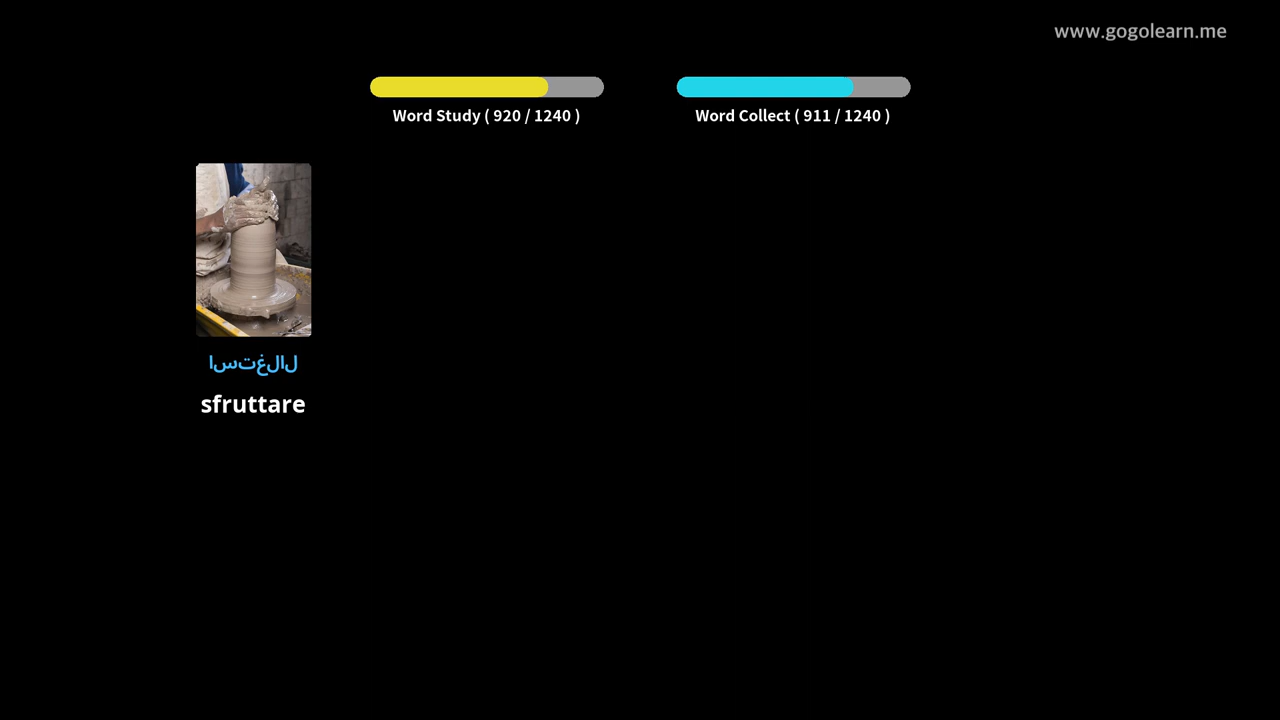 www.gogolearn.me
Word Study ( 920 / 1240 )
Word Collect ( 911 / 1240 )
استغلال
sfruttare